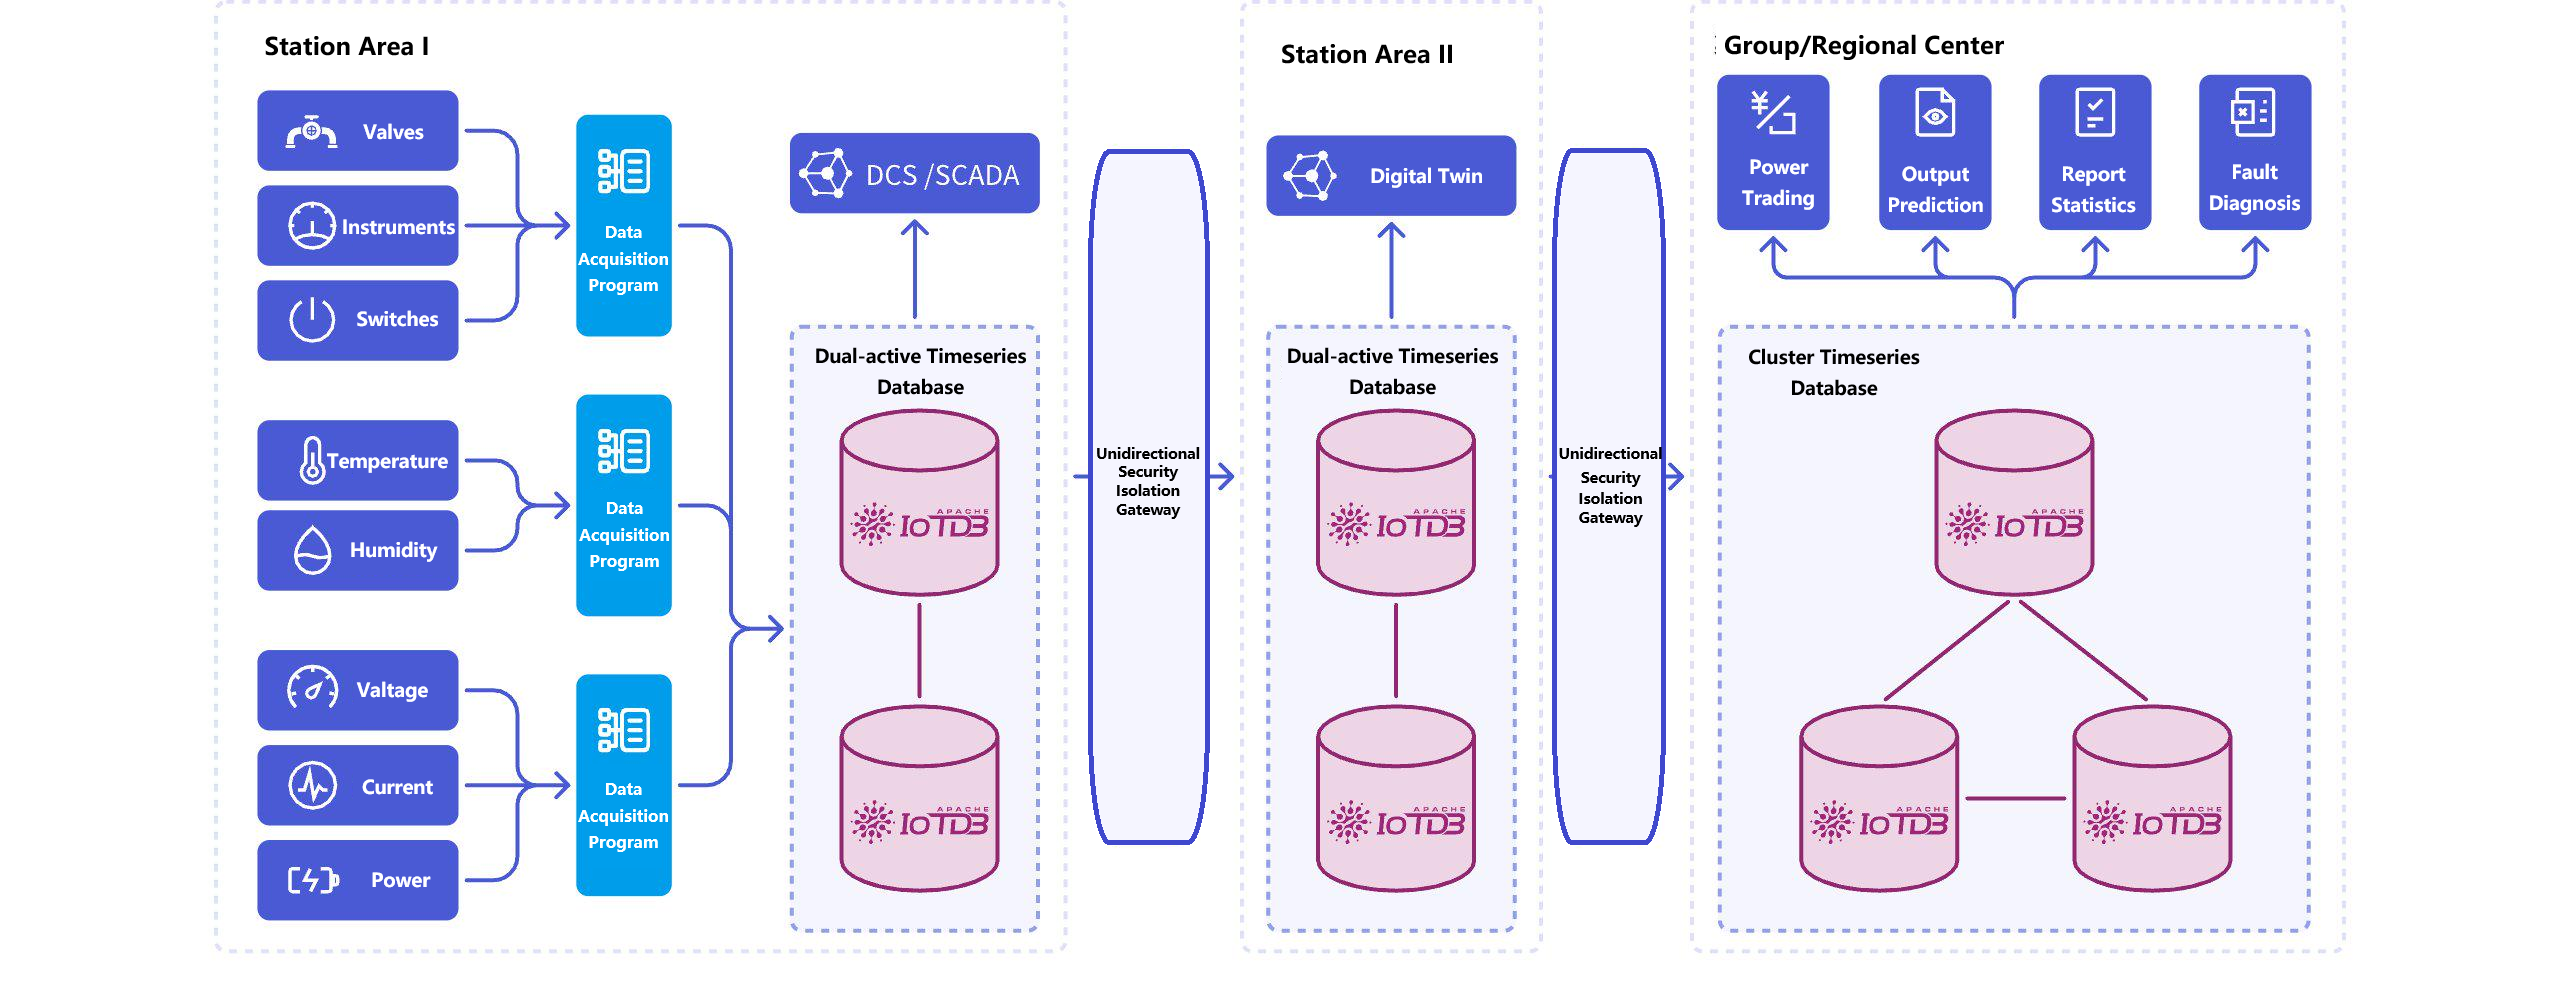 Station Area I
Valves
Instruments
Switches
Temperature
Humidity
Valtage
Current
Power
Data
Acquisition
Program
Data
Acquisition
Program
Data
Acquisition
Program
DCS /SCADA
Dual-active Timeseries
Database
APACHE
IoTDB
APACHE
IoTDB
Unidirectional
Security
Isolation
Gateway
Station Area II
Digital Twin
Dual-active Timeseries
Database
APACHE
IoTDB
APACHE
IoTDB
Unidirectional
Security
Isolation
Gateway
Group/Regional Center
Power
Trading
Output
Prediction
Report
Statistics
Fault
Diagnosis
Cluster Timeseries
Database
APACHE
IoTDB
APACHE
IoTDB
APACHE
IoTDB